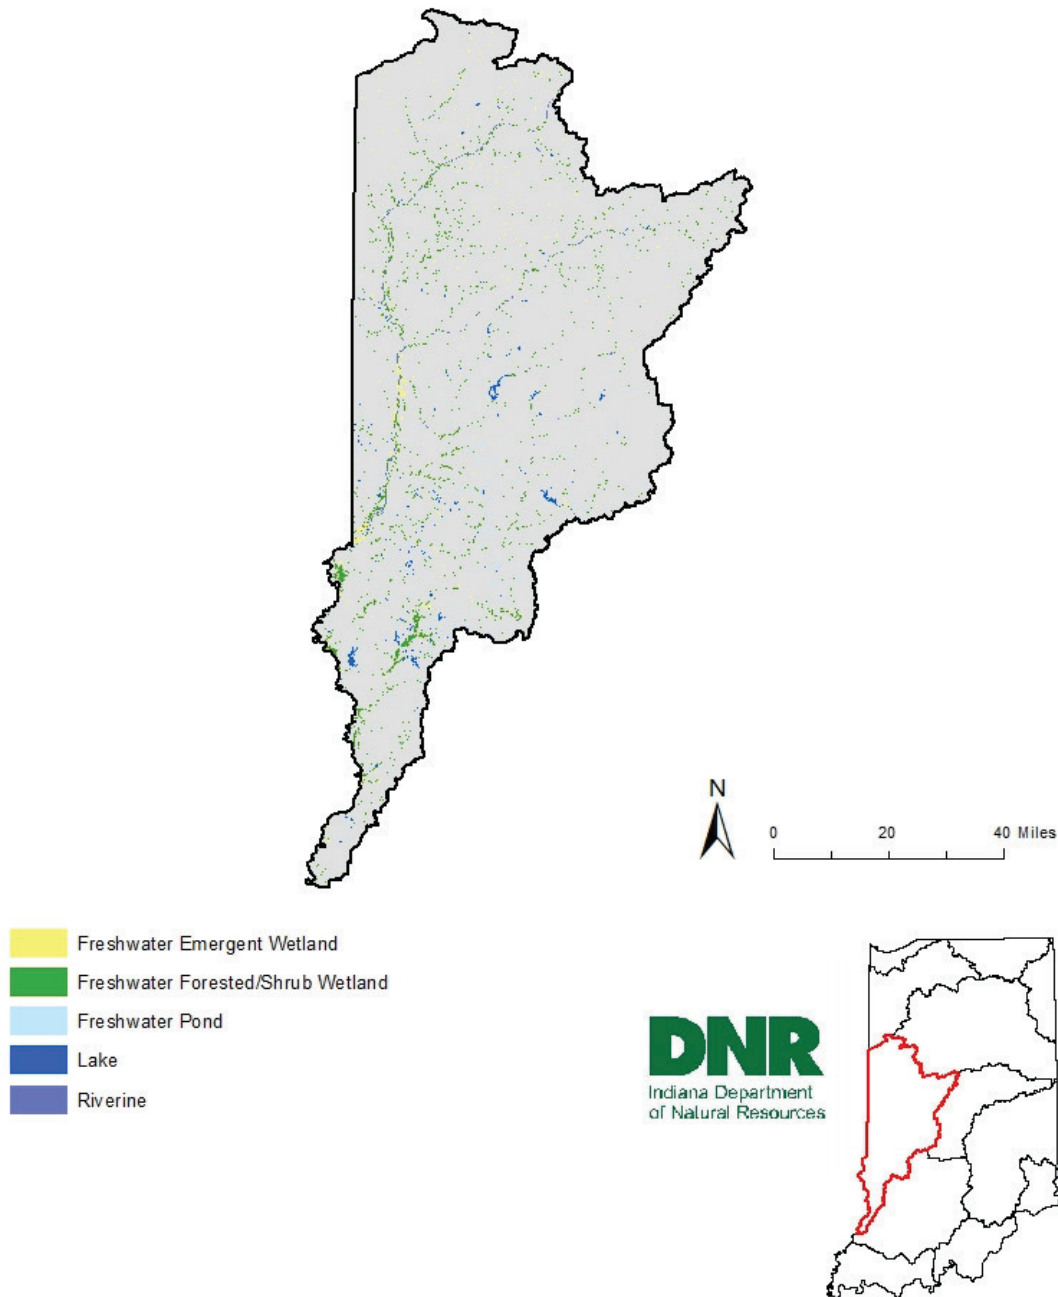 N
0 20 40 Miles
Freshwater Emergent Wetland
Freshwater Forested/Shrub Wetland
Freshwater Pond
Lake
Riverine
DNR
Indiana Department
of Natural Resources